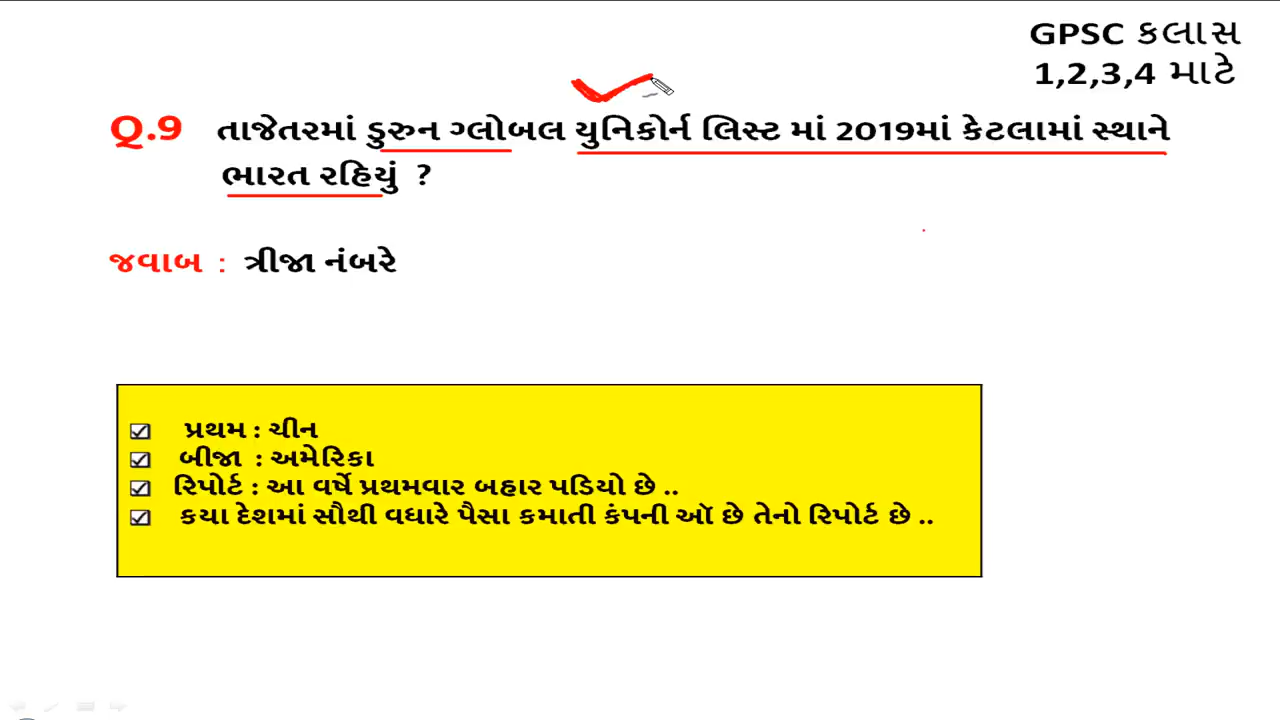 GPSC કલાસ
1,2,3,4 માટે
Q.9 તાજેતરમાં ડુરુન ગ્લોબલ યુનિકોર્ન લિસ્ટ માં 2019માં કેટલામાં સ્થાને
ભારત રહિયું ?
જવાબ : ત્રીજા નંબરે
પ્રથમ : ચીન
બીજા : અમેરિકા
રિપોર્ટ : આ વર્ષે પ્રથમવાર બહાર પડિયો છે ..
કયા દેશમાં સૌથી વધારે પૈસા કમાતી કંપની ઑ છે તેનો રિપોર્ટ છે ..